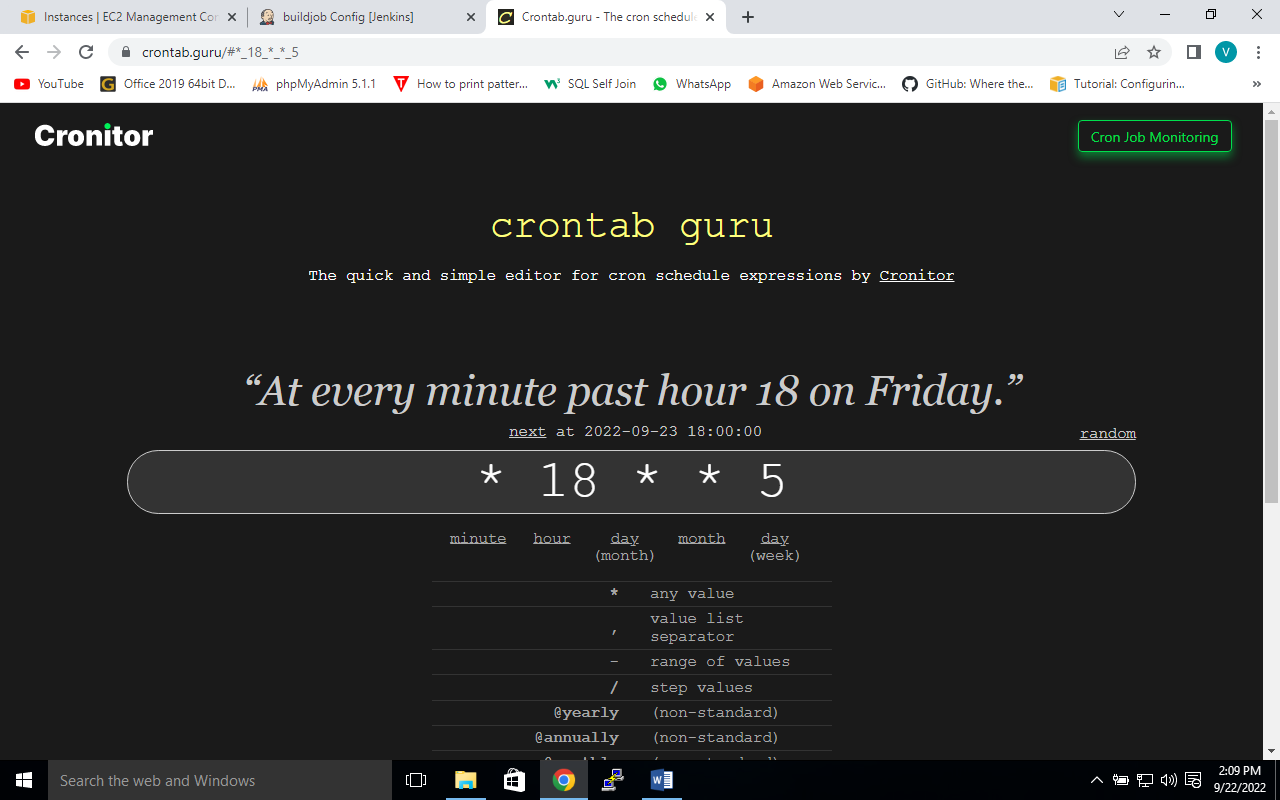 Instances | EC2 Management Con
buildjob Config [Jenkins]
Crontab.guru - The cron schedule
crontab.guru/#*_18_*_*_5
V
YouTube
Office 2019 64bit D...
phpMyAdmin 5.1.1
How to print patter...
SQL Self Join
WhatsApp
Amazon Web Servic...
GitHub: Where the...
Tutorial: Configurin...
»
Cronitor
Cron Job Monitoring
crontab guru
The quick and simple editor for cron schedule expressions by Cronitor
“At every minute past hour 18 on Friday.”
next at 2022-09-23 18:00:00
random
* 18 * * 5
minute hour day (month) month day (week)
* any value
, value list separator
- range of values
/ step values
@yearly (non-standard)
@annually (non-standard)
Search the web and Windows
2:09 PM
9/22/2022